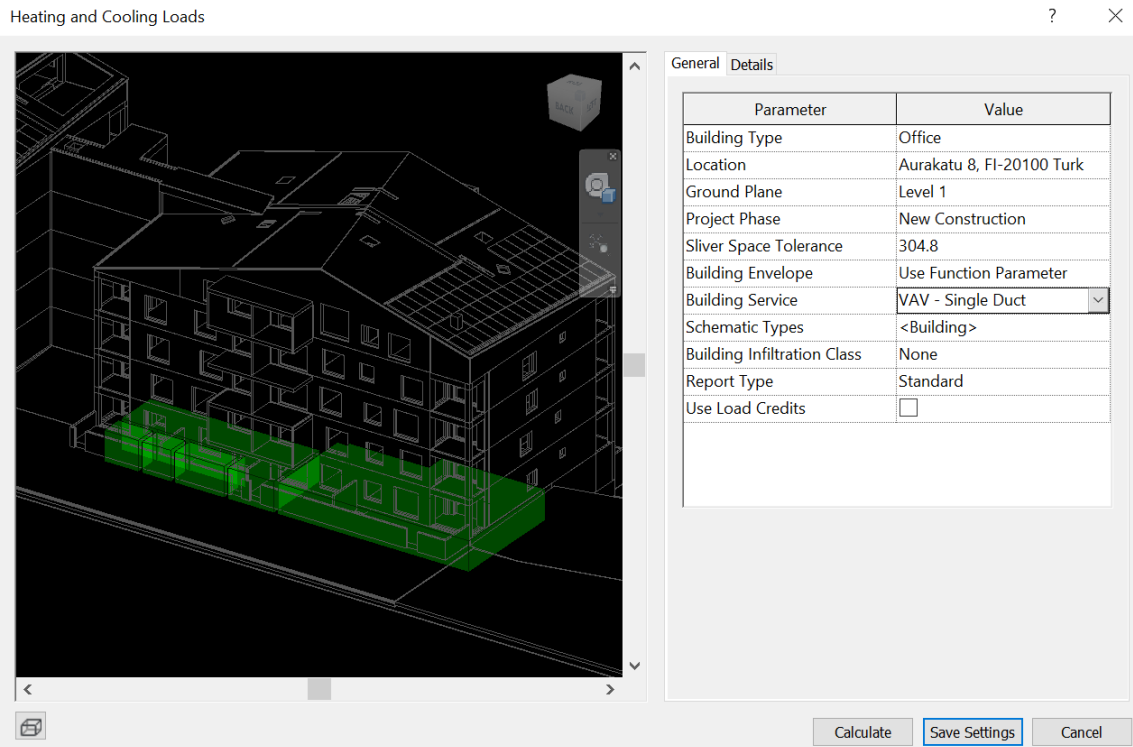 Heating and Cooling Loads
?
General Details
Parameter Value
Building Type Office
Location Aurakatu 8, FI-20100 Turk
Ground Plane Level 1
Project Phase New Construction
Sliver Space Tolerance 304.8
Building Envelope Use Function Parameter
Building Service VAV - Single Duct
Schematic Types <Building>
Building Infiltration Class None
Report Type Standard
Use Load Credits
BACK
Calculate Save Settings Cancel